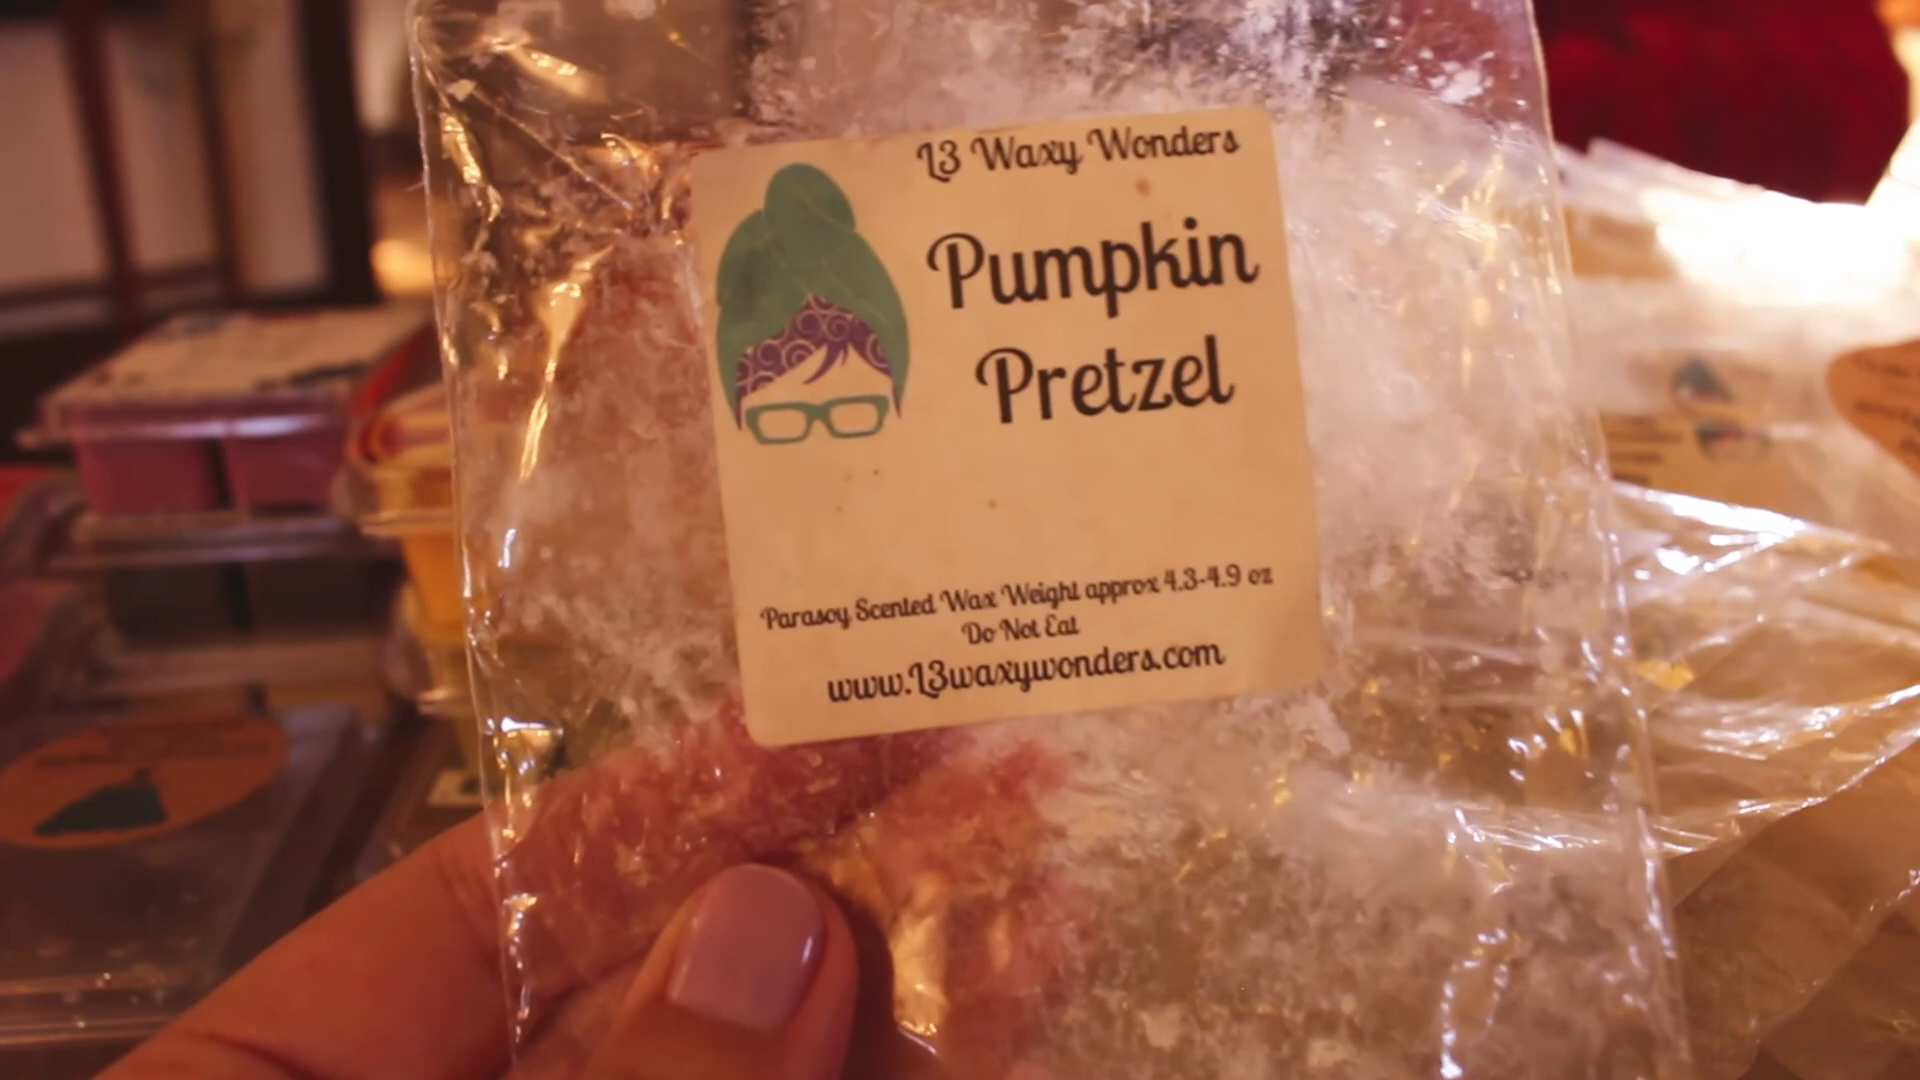 L3 Waxy Wonders
Pumpkin
Pretzel
Parasoy Scented Wax Weight approx 4.3-4.9 oz
Do Not Eat
www.L3waxywonders.com